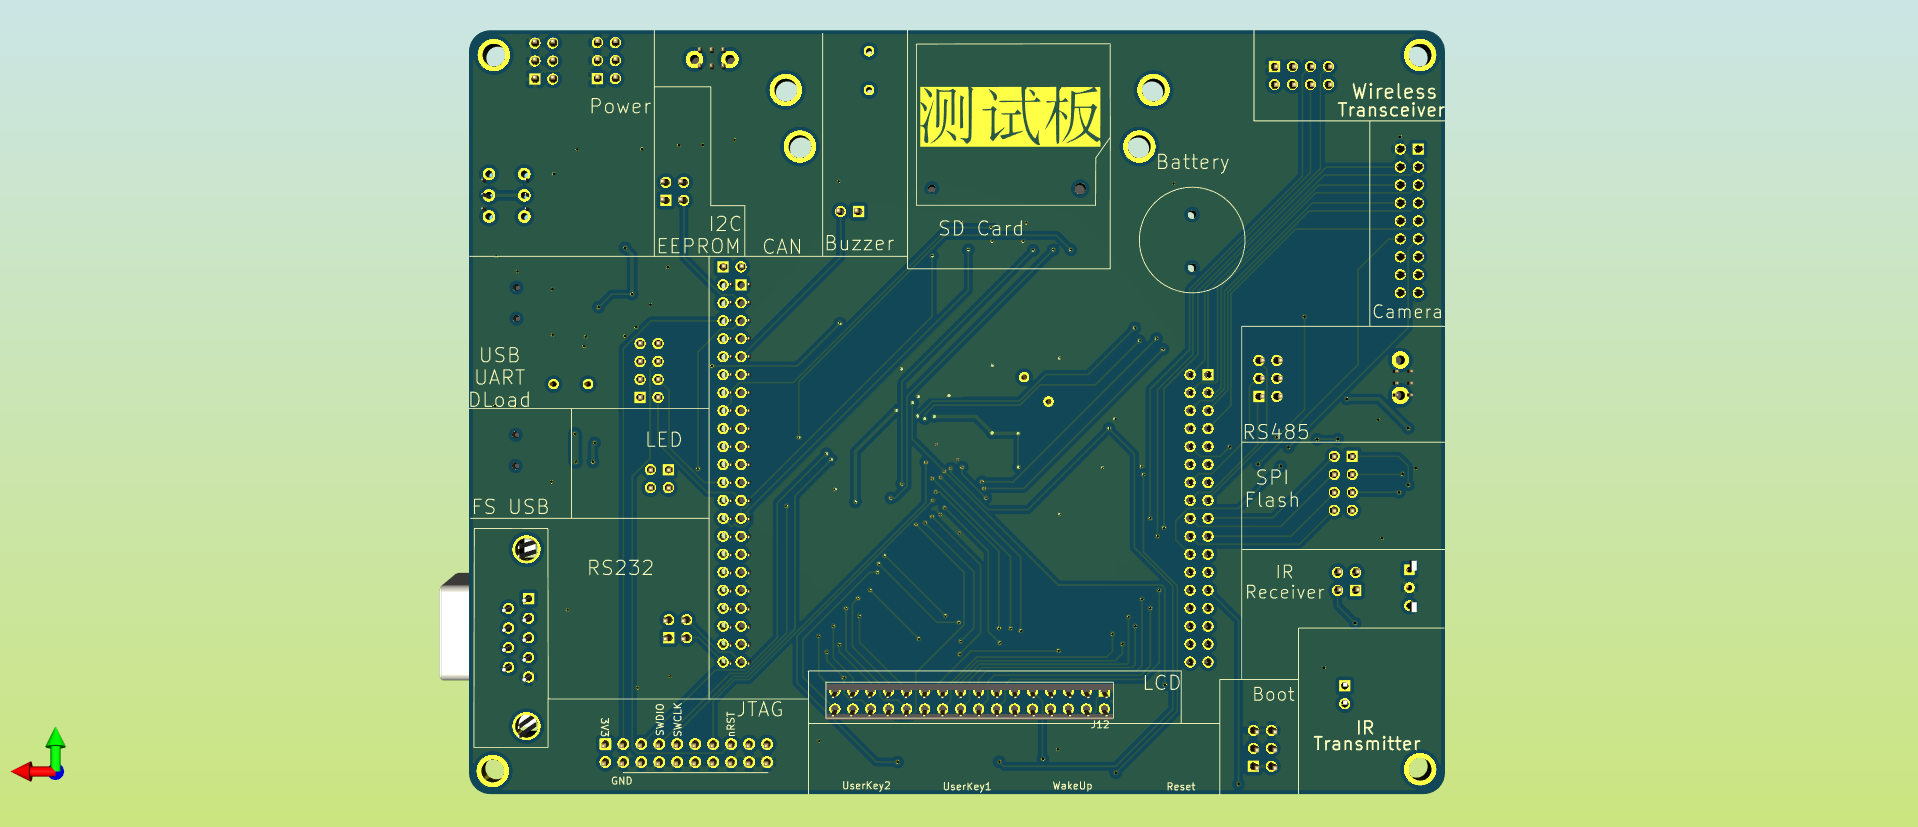 Power
测试板
Wireless
Transceiver
Battery
I2C
EEPROM
CAN
Buzzer
SD Card
Camera
USB
UART
DLoad
LED
RS485
FS USB
SPI
Flash
RS232
IR
Receiver
LCD
Boot
JTAG
3V3
SWDIO
SWCLK
nRST
J12
IR
Transmitter
GND
UserKey2
UserKey1
WakeUp
Reset